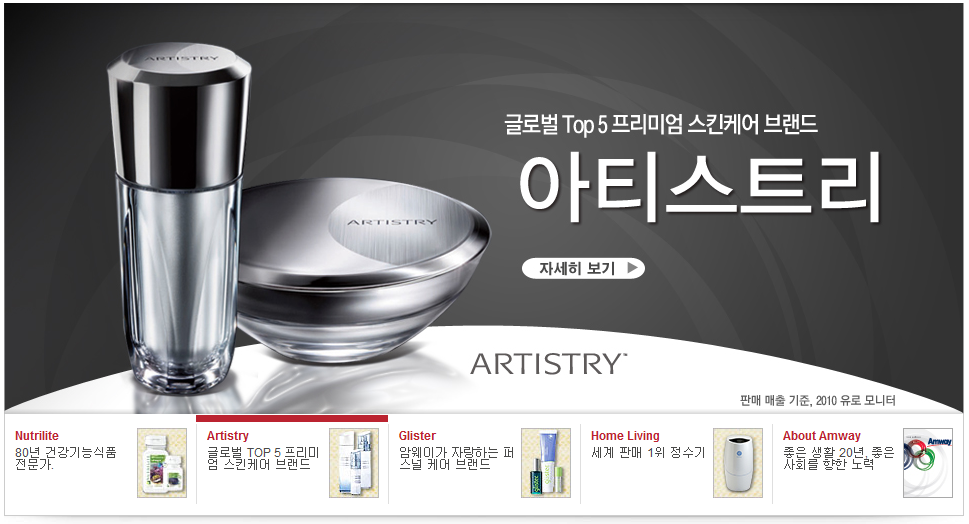 ARTISTRY
ARTISTRY
글로벌 Top 5 프리미엄 스킨케어 브랜드
아티스트리
자세히 보기
ARTISTRY™
판매 매출 기준, 2010 유로 모니터
Nutrilite
80년 건강기능식품
전문가.
Artistry
글로벌 TOP 5 프리미
엄 스킨케어 브랜드
Glister
암웨이가 자랑하는 퍼
스널 케어 브랜드
glister
Home Living
세계 판매 1위 정수기
About Amway
좋은 생활 20년, 좋은
사회를 향한 노력
Amway